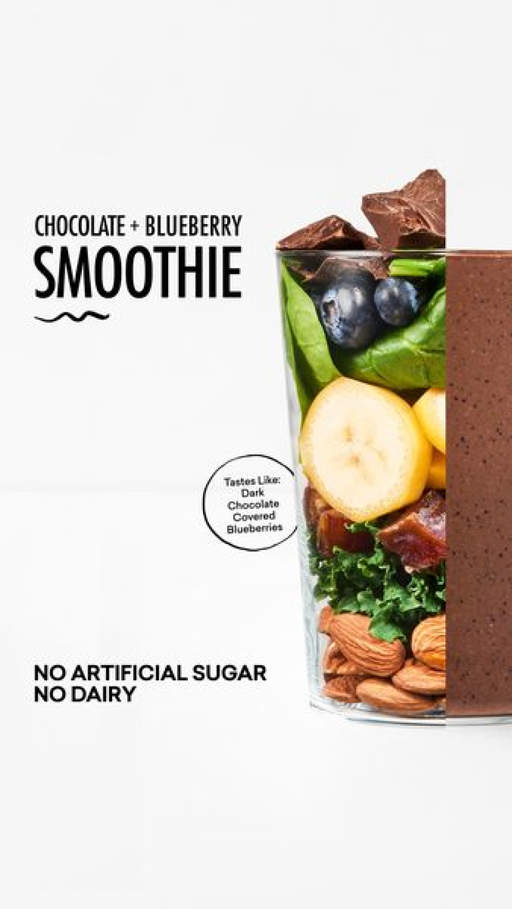 CHOCOLATE + BLUEBERRY
SMOOTHIE
Tastes Like:
Dark
Chocolate
Covered
Blueberries
NO ARTIFICIAL SUGAR
NO DAIRY